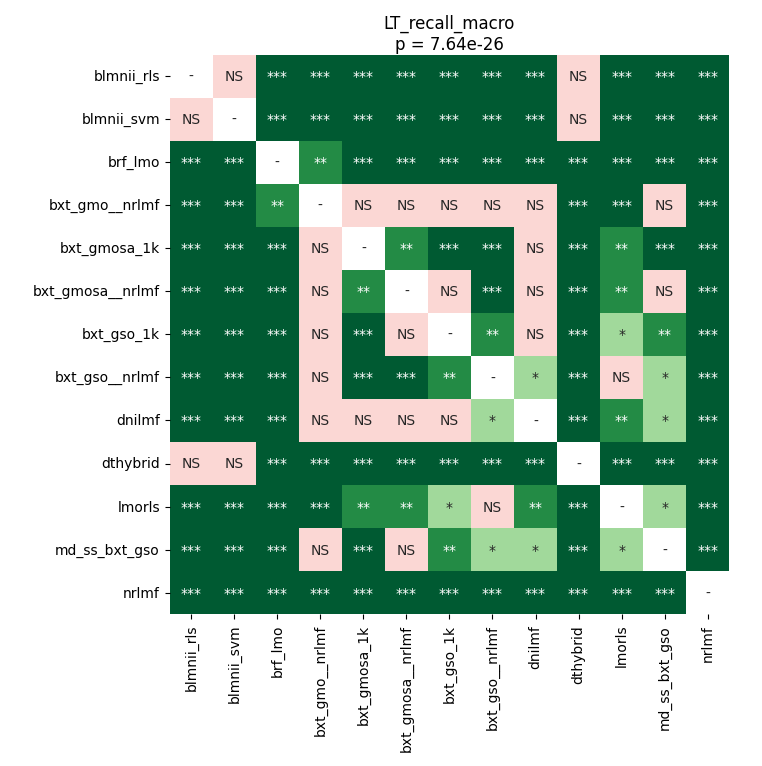 LT_recall_macro
p = 7.64e-26
blmnii_rls - NS *** *** *** *** *** *** *** NS *** *** ***
blmnii_svm NS - *** *** *** *** *** *** *** NS *** *** ***
brf_lmo *** *** - ** *** *** *** *** *** *** *** *** ***
bxt_gmo__nrlmf *** *** ** - NS NS NS NS NS *** *** NS ***
bxt_gmosa_1k *** *** *** NS - ** *** *** NS *** ** *** ***
bxt_gmosa__nrlmf *** *** *** NS ** - NS *** NS *** ** NS ***
bxt_gso_1k *** *** *** NS *** NS - ** NS *** * ** ***
bxt_gso__nrlmf *** *** *** NS *** *** ** - * *** NS * ***
dnilmf *** *** *** NS NS NS NS * - *** ** * ***
dthybrid NS NS *** *** *** *** *** *** *** - *** *** ***
lmorls *** *** *** *** ** ** * NS ** *** - * ***
md_ss_bxt_gso *** *** *** NS *** NS ** * * *** * - ***
nrlmf *** *** *** *** *** *** *** *** *** *** *** *** -
blmnii_rls
blmnii_svm
brf_lmo
bxt_gmo__nrlmf
bxt_gmosa_1k
bxt_gmosa__nrlmf
bxt_gso_1k
bxt_gso__nrlmf
dnilmf
dthybrid
lmorls
md_ss_bxt_gso
nrlmf